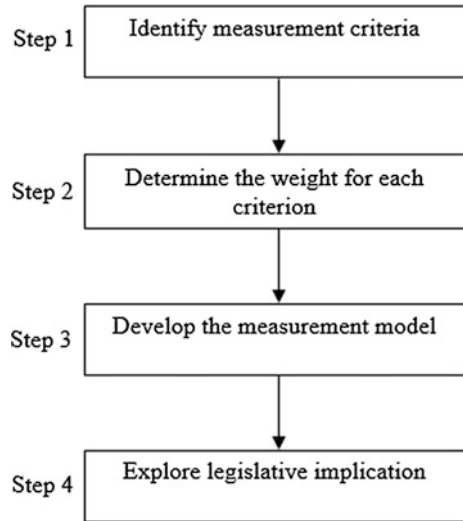 Step 1
Identify measurement criteria
Step 2
Determine the weight for each
criterion
Step 3
Develop the measurement model
Step 4
Explore legislative implication